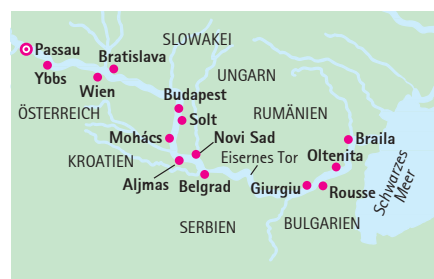 Passau
Ybbs
Wien
Bratislava
SLOWAKEI
UNGARN
ÖSTERREICH
Budapest
Solt
RUMÄNIEN
Mohács
Novi Sad
Braila
KROATIEN
Eisernes Tor
Oltenita
Aljmas
Belgrad
Giurgiu
Rousse
Schwarzes
Meer
SERBIEN
BULGARIEN